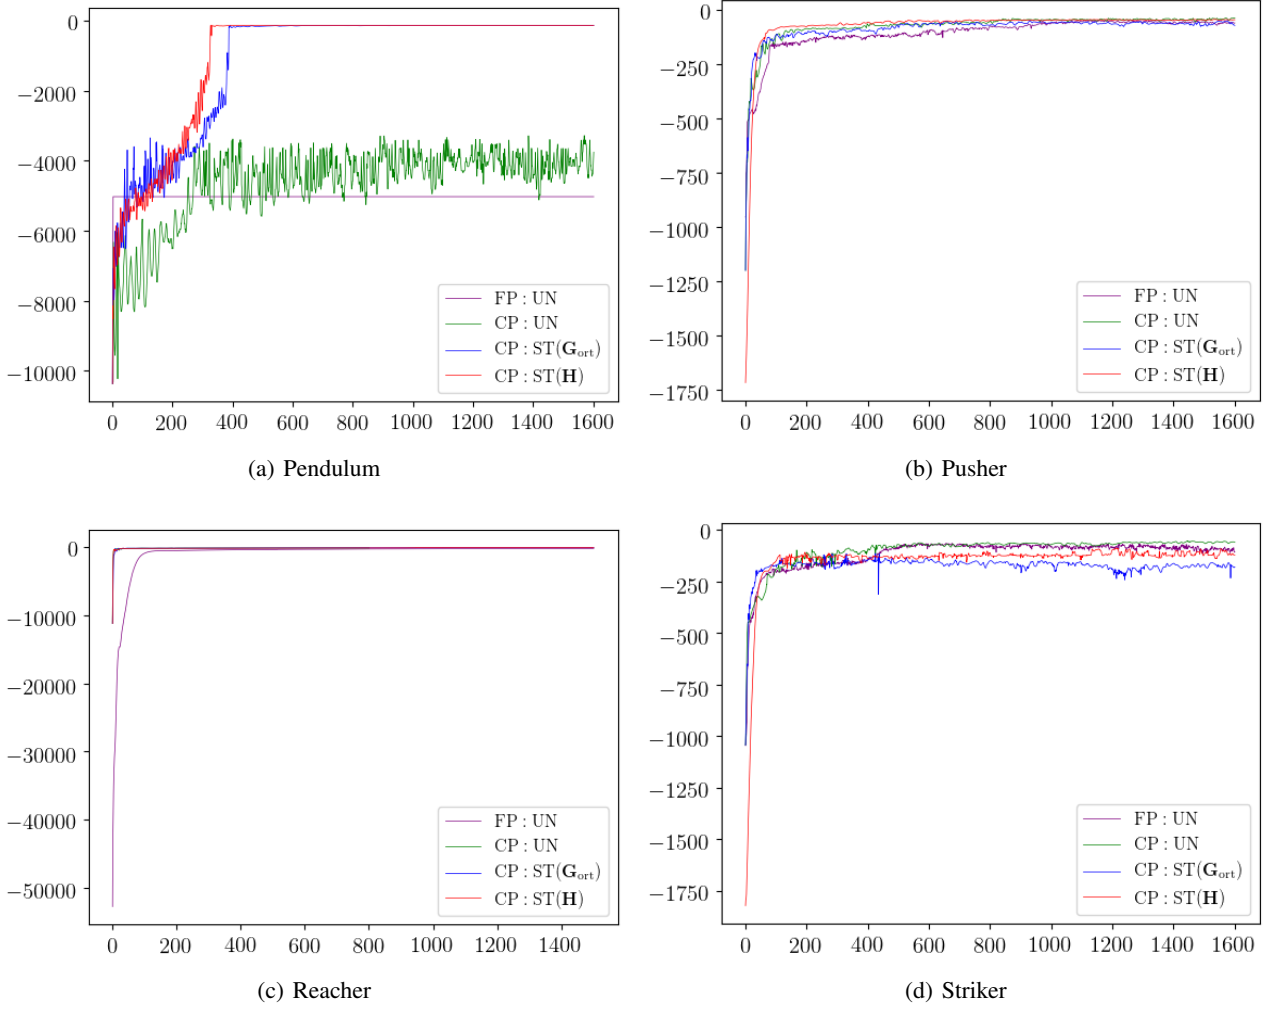 0
−2000
−4000
−6000
−8000
−10000
0 200 400 600 800 1000 1200 1400 1600
FP : UN
CP : UN
CP : ST(G_ort)
CP : ST(H)
(a) Pendulum
0
−250
−500
−750
−1000
−1250
−1500
−1750
0 200 400 600 800 1000 1200 1400 1600
FP : UN
CP : UN
CP : ST(G_ort)
CP : ST(H)
(b) Pusher
0
−10000
−20000
−30000
−40000
−50000
0 200 400 600 800 1000 1200 1400
FP : UN
CP : UN
CP : ST(G_ort)
CP : ST(H)
(c) Reacher
0
−250
−500
−750
−1000
−1250
−1500
−1750
0 200 400 600 800 1000 1200 1400 1600
FP : UN
CP : UN
CP : ST(G_ort)
CP : ST(H)
(d) Striker